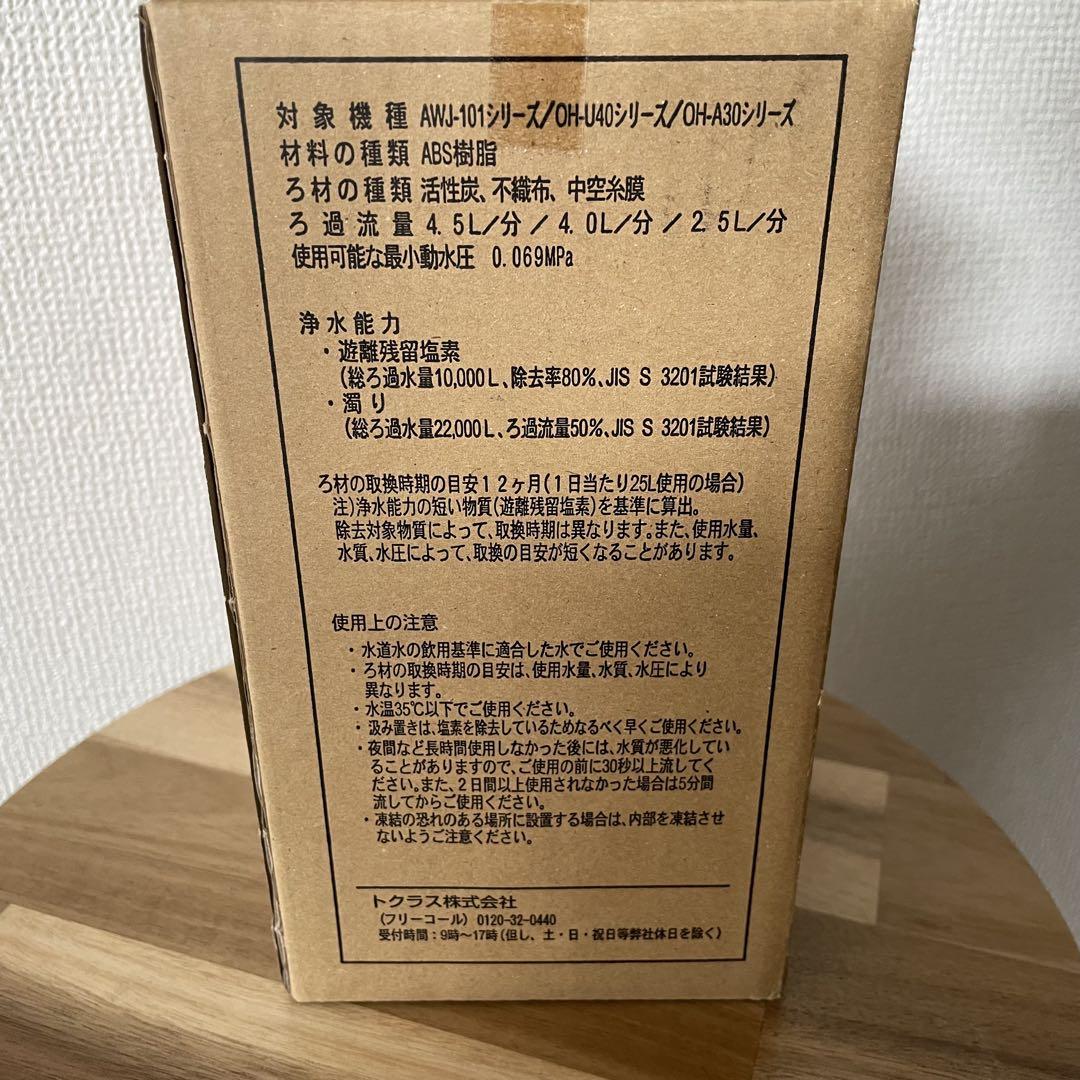 対象機種 AWJ-101シリーズ/OH-U40シリーズ/OH-A30シリーズ
材料の種類 ABS樹脂
ろ材の種類 活性炭、不織布、中空糸膜
ろ過流量 4.5L/分 / 4.0L/分 / 2.5L/分
使用可能な最小動水圧 0.069MPa
浄水能力
・遊離残留塩素
(総ろ過水量10,000L、除去率80%、JIS S 3201試験結果)
・濁り
(総ろ過水量22,000L、ろ過流量50%、JIS S 3201試験結果)
ろ材の取換時期の目安12ヶ月(1日当たり25L使用の場合)
注)浄水能力の短い物質(遊離残留塩素)を基準に算出。
除去対象物質によって、取換時期は異なります。また、使用水量、
水質、水圧によって、取換の目安が短くなることがあります。
使用上の注意
・水道水の飲用基準に適合した水でご使用ください。
・ろ材の取換時期の目安は、使用水量、水質、水圧により
異なります。
・水温35℃以下でご使用ください。
・汲み置きは、塩素を除去しているためなるべく早くご使用ください。
・夜間など長時間使用しなかった後には、水質が悪化してい
ることがありますので、ご使用の前に30秒以上流してく
ださい。また、2日間以上使用されなかった場合は5分間
流してからご使用ください。
・凍結の恐れのある場所に設置する場合は、内部を凍結させ
ないようご注意ください。
トクラス株式会社
(フリーコール) 0120-32-0440
受付時間:9時〜17時(但し、土・日・祝日等弊社休日を除く)